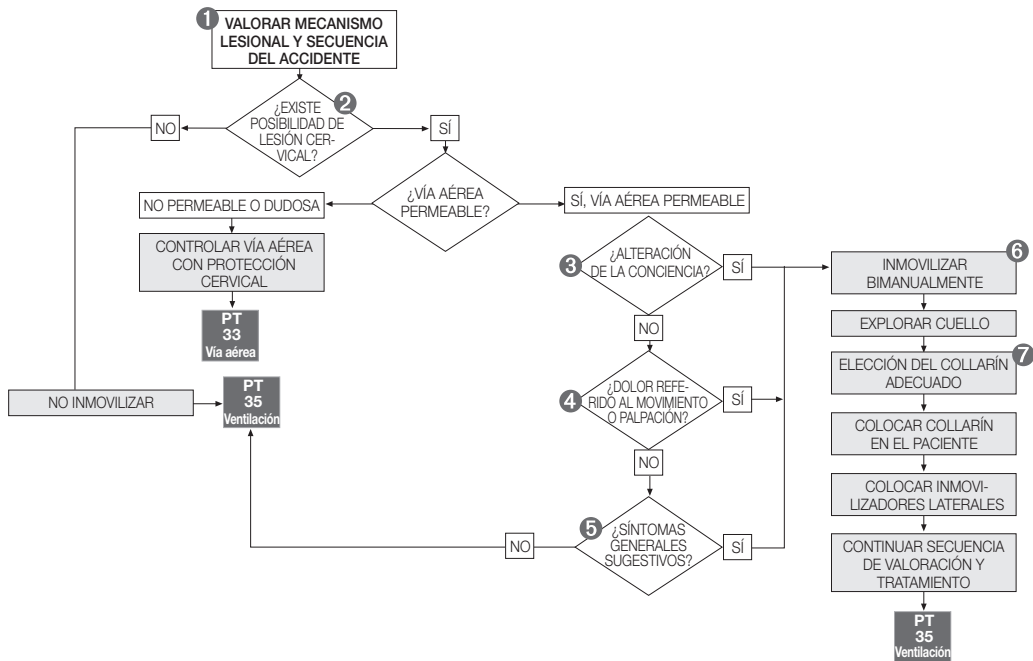 1
VALORAR MECANISMO
LESIONAL Y SECUENCIA
DEL ACCIDENTE
2
¿EXISTE
POSIBILIDAD DE
LESIÓN CER-
VICAL?
NO
SÍ
¿VÍA AÉREA
PERMEABLE?
NO PERMEABLE O DUDOSA
SÍ, VÍA AÉREA PERMEABLE
CONTROLAR VÍA AÉREA
CON PROTECCIÓN
CERVICAL
PT
33
Vía aérea
NO INMOVILIZAR
PT
35
Ventilación
3
¿ALTERACIÓN
DE LA CONCIENCIA?
SÍ
NO
4
¿DOLOR REFE-
RIDO AL MOVIMIENTO
O PALPACIÓN?
SÍ
NO
5
¿SÍNTOMAS
GENERALES
SUGESTIVOS?
NO
SÍ
6
INMOVILIZAR
BIMANUALMENTE
EXPLORAR CUELLO
7
ELECCIÓN DEL COLLARÍN
ADECUADO
COLOCAR COLLARÍN
EN EL PACIENTE
COLOCAR INMOVI-
LIZADORES LATERALES
CONTINUAR SECUENCIA
DE VALORACIÓN Y
TRATAMIENTO
PT
35
Ventilación